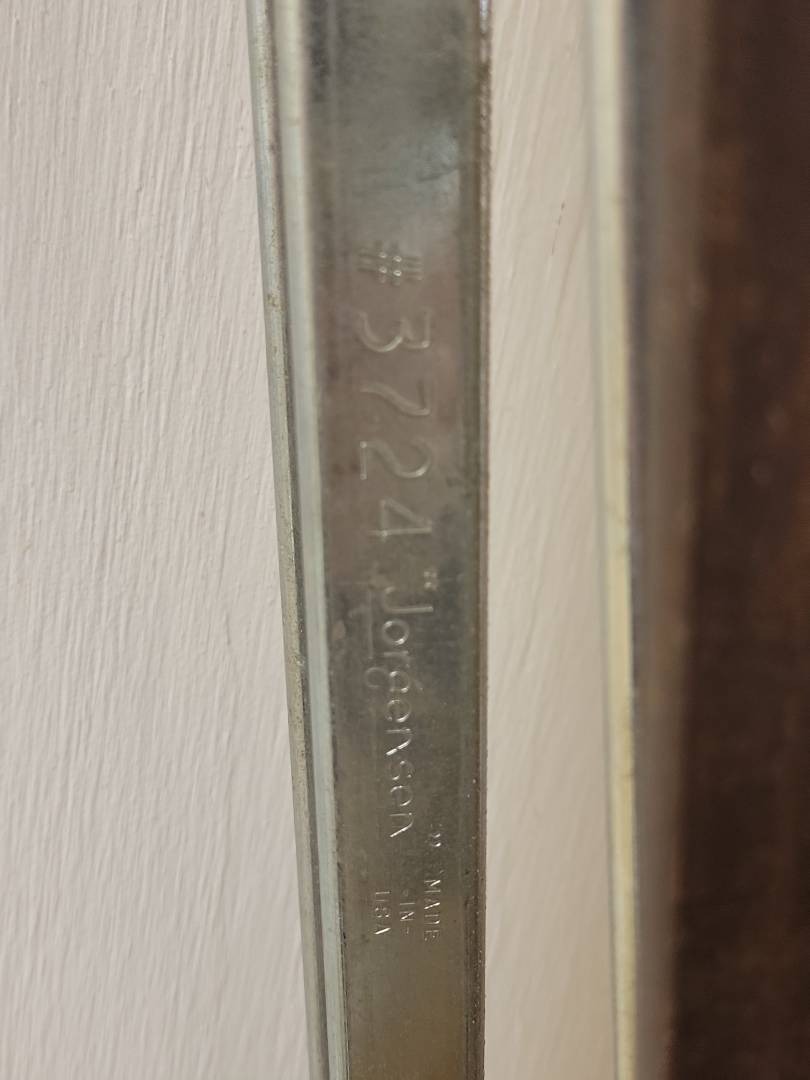 #3724 "Jorgensen"
MADE
-IN-
USA